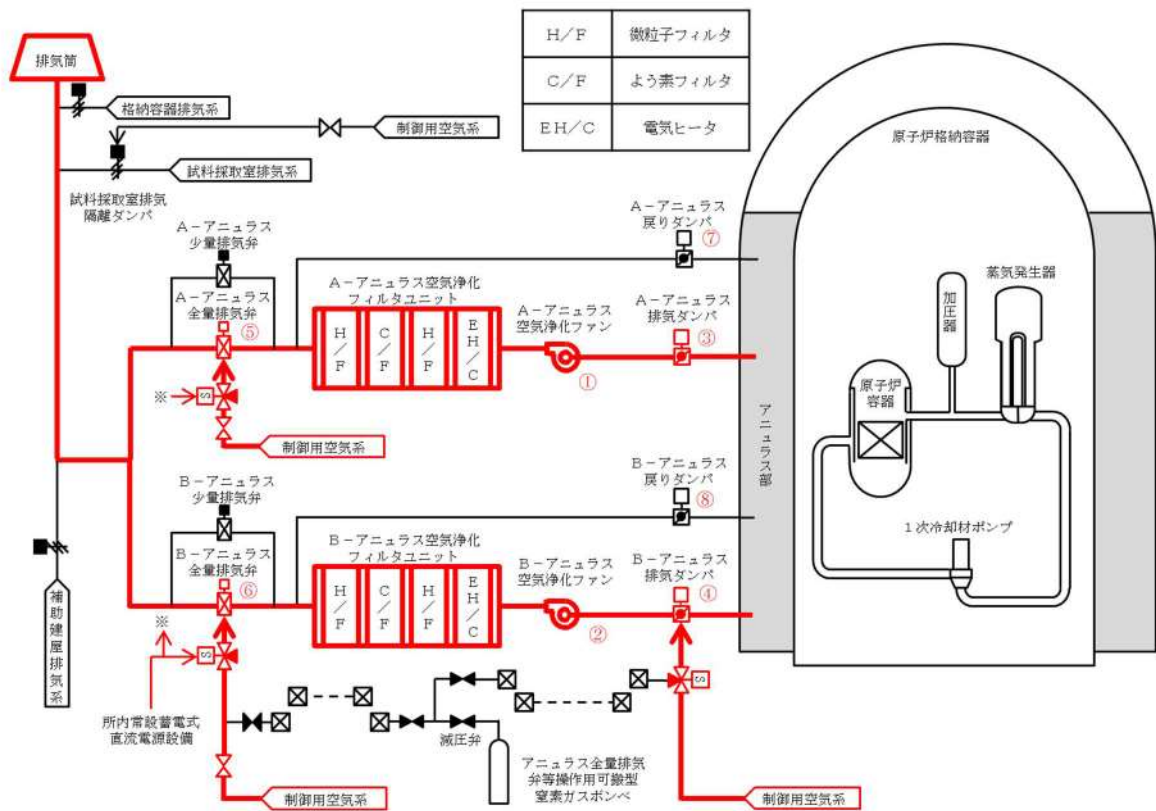 H/F 微粒子フィルタ
C/F よう素フィルタ
EH/C 電気ヒータ
排気筒
格納容器排気系
制御用空気系
試料採取室排気系
試料採取室排気
隔離ダンパ
原子炉格納容器
A-アニュラス
戻りダンパ
⑦
A-アニュラス
少量排気弁
A-アニュラス
全量排気弁
⑤
A-アニュラス空気浄化
フィルタユニット
H/F
C/F
H/F
EH/C
A-アニュラス
空気浄化ファン
①
A-アニュラス
排気ダンパ
③
蒸気発生器
加圧器
原子炉
容器
アニュラス部
1次冷却材ポンプ
※
S
制御用空気系
B-アニュラス
少量排気弁
B-アニュラス
全量排気弁
⑥
B-アニュラス
戻りダンパ
⑧
B-アニュラス空気浄化
フィルタユニット
H/F
C/F
H/F
EH/C
B-アニュラス
空気浄化ファン
②
B-アニュラス
排気ダンパ
④
※
S
S
補助建屋排気系
所内常設蓄電式
直流電源設備
減圧弁
アニュラス全量排気
弁等操作用可搬型
窒素ガスボンベ
制御用空気系
制御用空気系